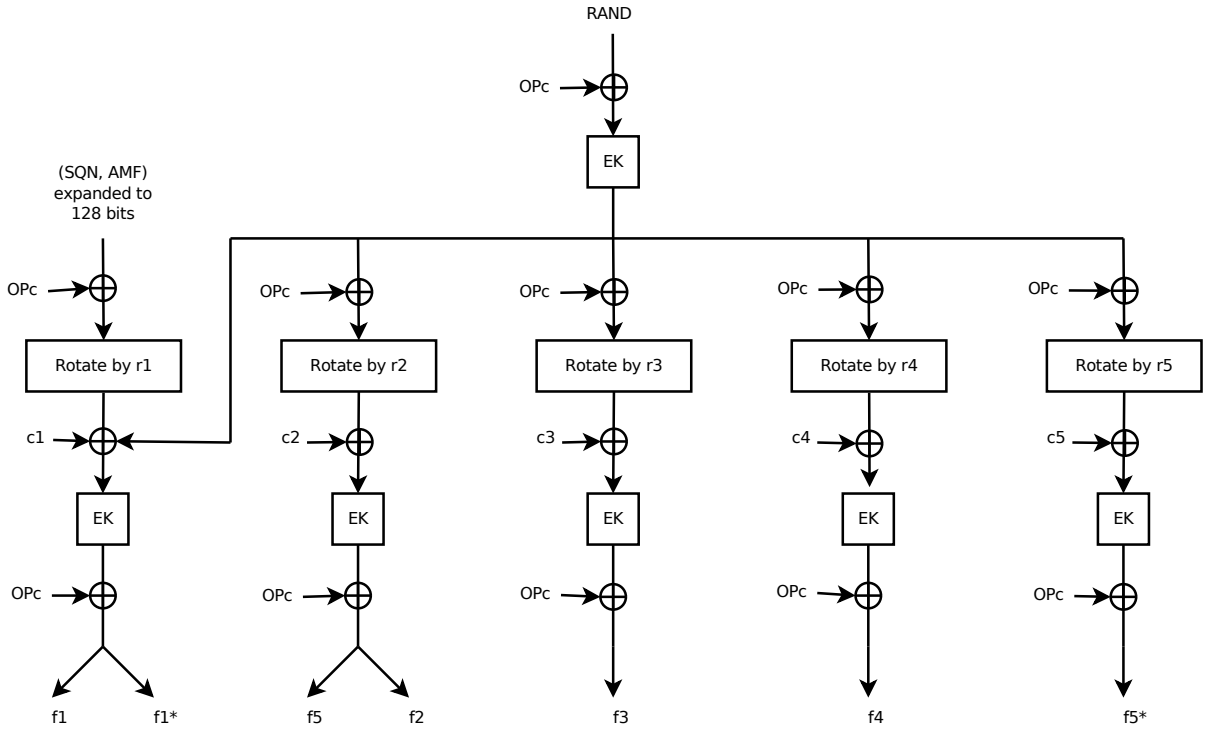 RAND
OPc
EK
(SQN, AMF)
expanded to
128 bits
OPc
OPc
OPc
OPc
OPc
Rotate by r1
Rotate by r2
Rotate by r3
Rotate by r4
Rotate by r5
c1
c2
c3
c4
c5
EK
EK
EK
EK
EK
OPc
OPc
OPc
OPc
OPc
f1
f1*
f5
f2
f3
f4
f5*